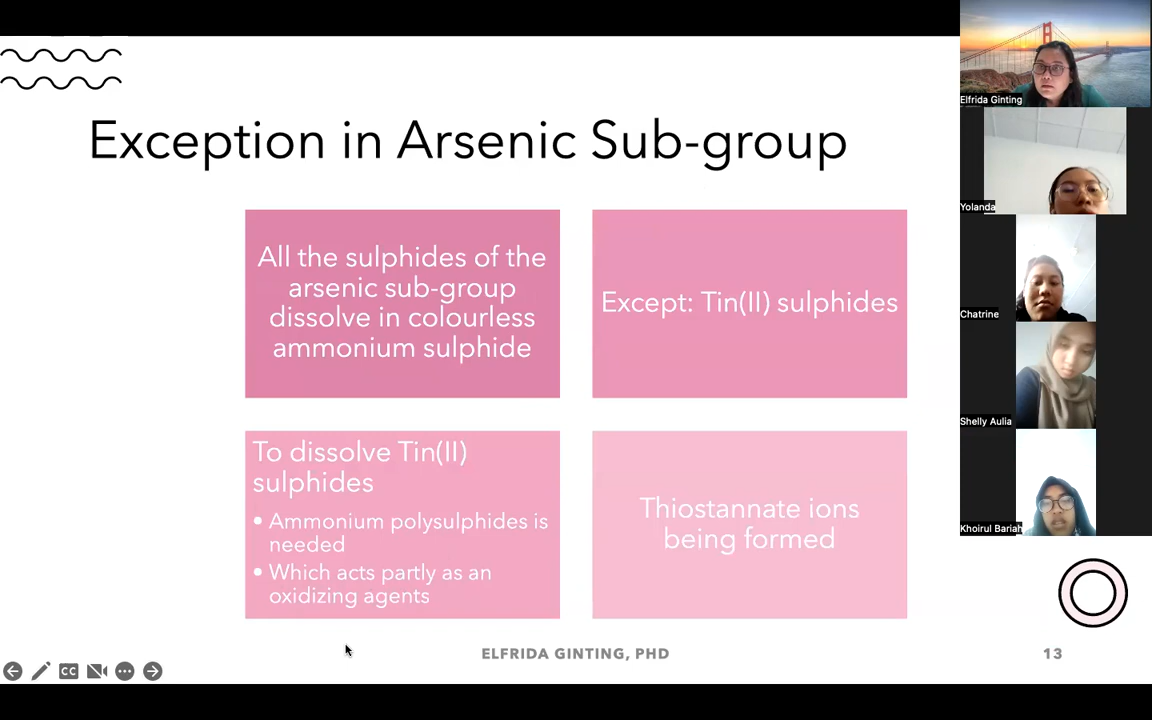 Exception in Arsenic Sub-group
All the sulphides of the
arsenic sub-group
dissolve in colourless
ammonium sulphide
Except: Tin(II) sulphides
To dissolve Tin(II)
sulphides
• Ammonium polysulphides is
needed
• Which acts partly as an
oxidizing agents
Thiostannate ions
being formed
ELFRIDA GINTING, PHD
13
CC
Elfrida Ginting
Yolanda
Chatrine
Shelly Aulia
Khoirul Bariah